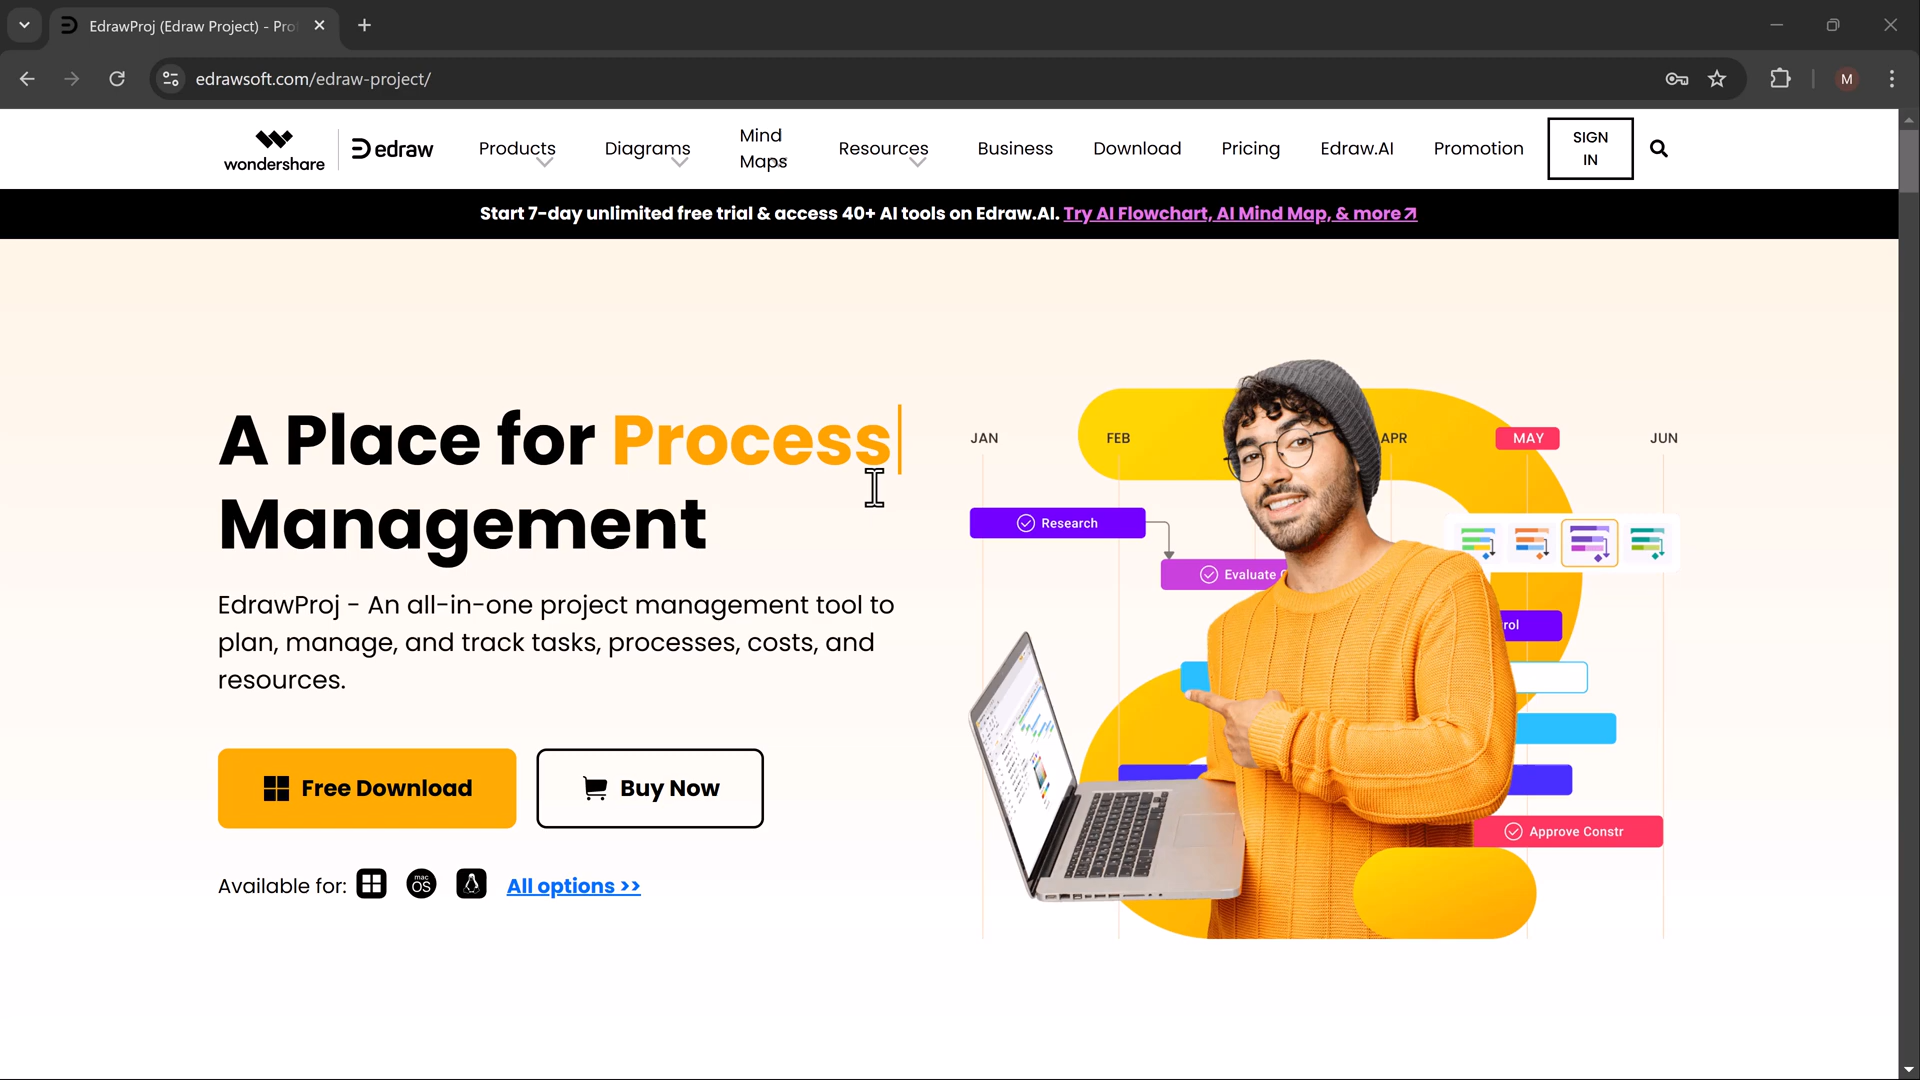 EdrawProj (Edraw Project) - Pro
edrawsoft.com/edraw-project/
M
wondershare
edraw
Products
Diagrams
Mind
Maps
Resources
Business
Download
Pricing
Edraw.AI
Promotion
SIGN
IN
Start 7-day unlimited free trial & access 40+ AI tools on Edraw.AI. Try AI Flowchart, AI Mind Map, & more
A Place for Process
Management
EdrawProj - An all-in-one project management tool to
plan, manage, and track tasks, processes, costs, and
resources.
Free Download
Buy Now
Available for:
mac
OS
All options >>
JAN
FEB
APR
MAY
JUN
Research
Evaluate
rol
Approve Constr